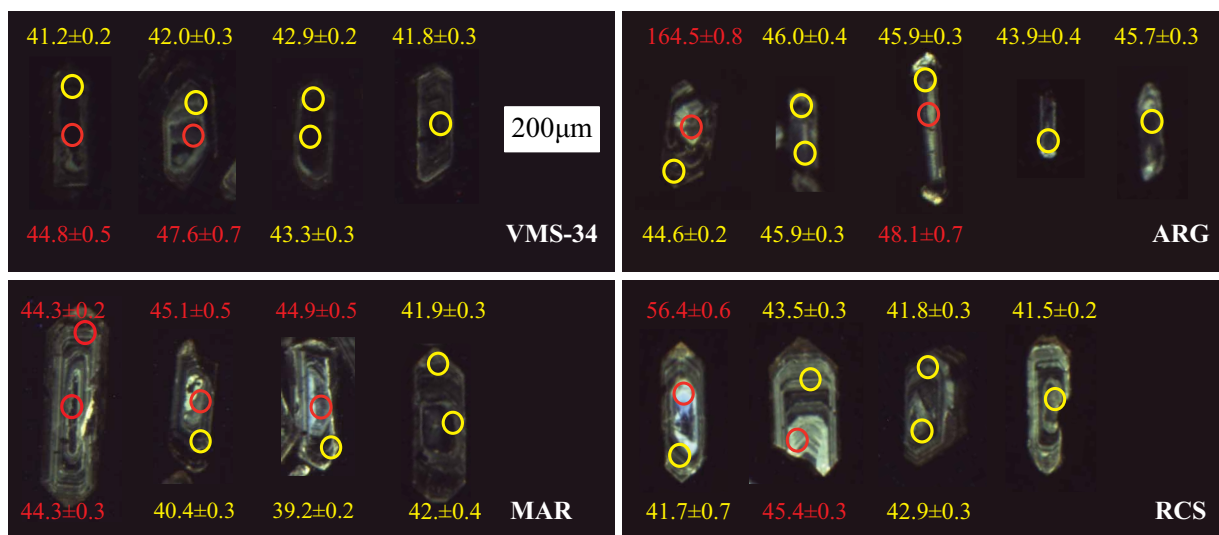 41.2±0.2 42.0±0.3 42.9±0.2 41.8±0.3
200μm
44.8±0.5 47.6±0.7 43.3±0.3 VMS-34
164.5±0.8 46.0±0.4 45.9±0.3 43.9±0.4 45.7±0.3
44.6±0.2 45.9±0.3 48.1±0.7 ARG
44.3±0.2 45.1±0.5 44.9±0.5 41.9±0.3
44.3±0.3 40.4±0.3 39.2±0.2 42.±0.4 MAR
56.4±0.6 43.5±0.3 41.8±0.3 41.5±0.2
41.7±0.7 45.4±0.3 42.9±0.3 RCS